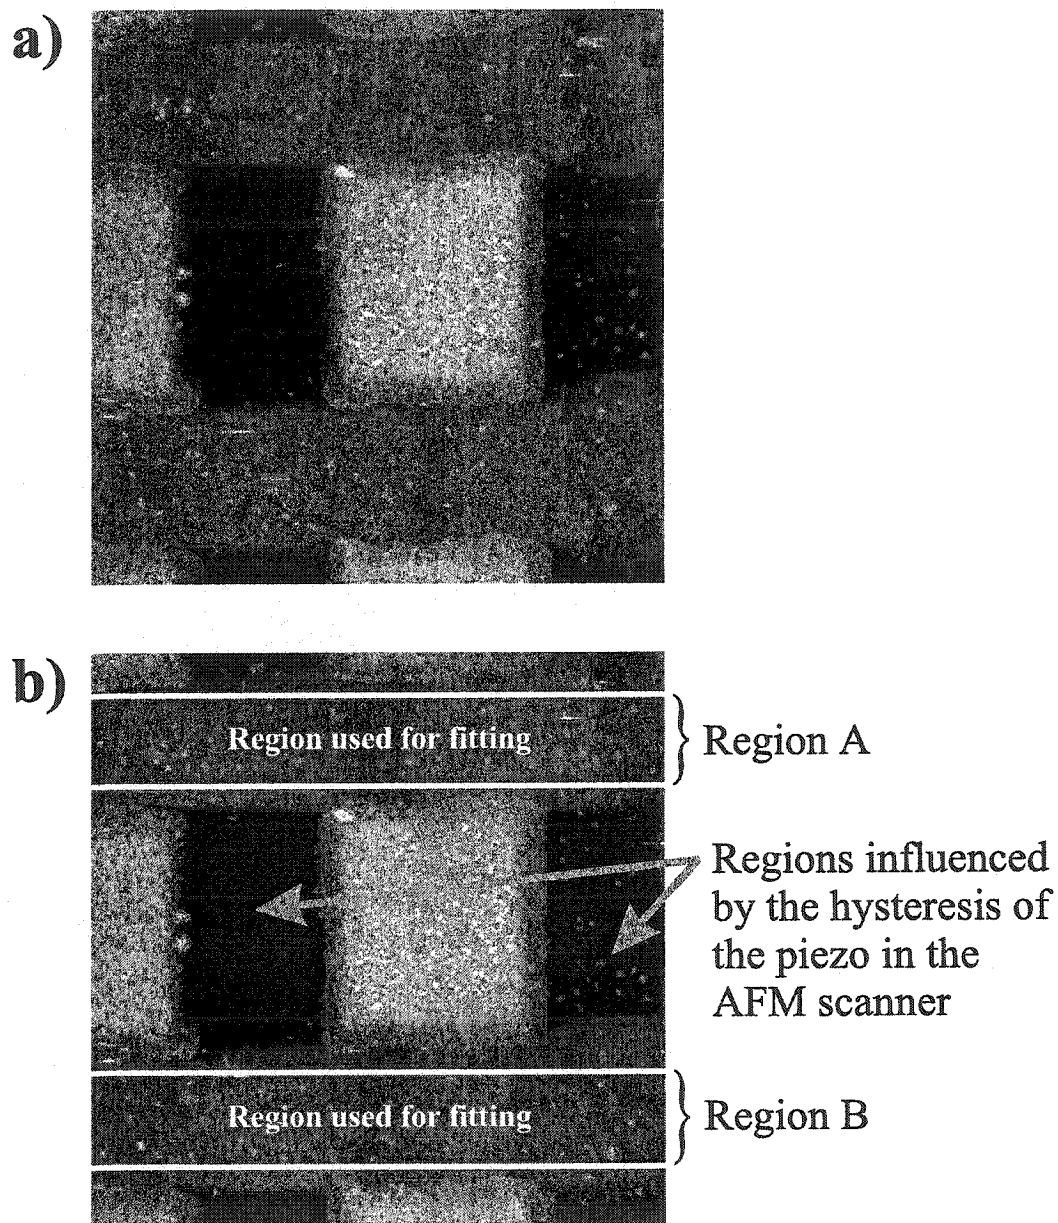 a)
b)
Region used for fitting
Region A
Regions influenced
by the hysteresis of
the piezo in the
AFM scanner
Region used for fitting
Region B